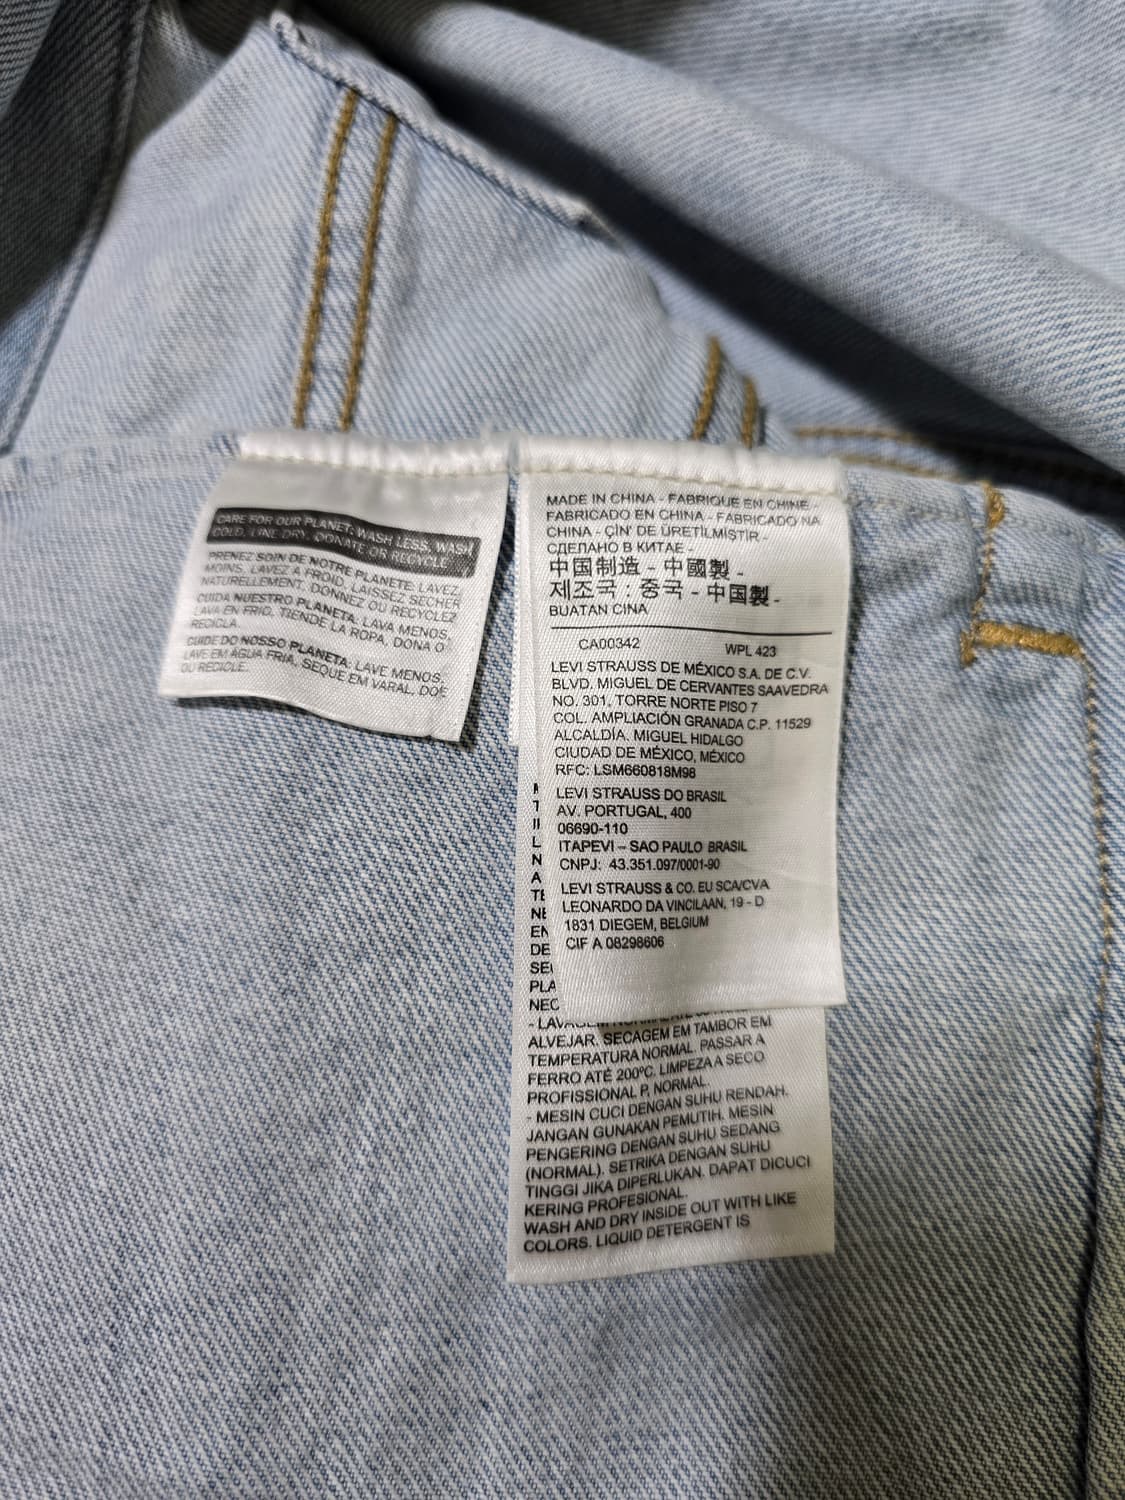 CARE FOR OUR PLANET: WASH LESS, WASH
COLD, LINE DRY, DONATE OR RECYCLE
PRENEZ SOIN DE NOTRE PLANETE: LAVEZ
MOINS, LAVEZ A FROID, LAISSEZ SECHER
NATURELLEMENT, DONNEZ OU RECYCLEZ
CUIDA NUESTRO PLANETA: LAVA MENOS,
LAVA EN FRIO, TIENDE LA ROPA, DONA O
RECICLA.
CUIDE DO NOSSO PLANETA: LAVE MENOS,
LAVE EM ÁGUA FRIA, SEQUE EM VARAL, DOE
OU RECICLE.
MADE IN CHINA - FABRIQUE EN CHINE -
FABRICADO EN CHINA - FABRICADO NA
CHINA - ÇİN' DE ÜRETİLMİŞTİR -
СДЕЛАНО В КИТАЕ -
中国制造 - 中國製 -
제조국 : 중국 - 中国製 -
BUATAN CINA
CA00342 WPL 423
LEVI STRAUSS DE MÉXICO S.A. DE C.V.
BLVD. MIGUEL DE CERVANTES SAAVEDRA
NO. 301, TORRE NORTE PISO 7
COL. AMPLIACIÓN GRANADA C.P. 11529
ALCALDÍA. MIGUEL HIDALGO
CIUDAD DE MÉXICO, MÉXICO
RFC: LSM660818M98
LEVI STRAUSS DO BRASIL
AV. PORTUGAL, 400
06690-110
ITAPEVI – SAO PAULO BRASIL
CNPJ: 43.351.097/0001-90
LEVI STRAUSS & CO. EU SCA/CVA
LEONARDO DA VINCILAAN, 19 - D
1831 DIEGEM, BELGIUM
CIF A 08298606
- LAVAGEM
ALVEJAR. SECAGEM EM TAMBOR EM
TEMPERATURA NORMAL. PASSAR A
FERRO ATÉ 200ºC. LIMPEZA A SECO
PROFISSIONAL P, NORMAL.
- MESIN CUCI DENGAN SUHU RENDAH.
JANGAN GUNAKAN PEMUTIH. MESIN
PENGERING DENGAN SUHU SEDANG
(NORMAL). SETRIKA DENGAN SUHU
TINGGI JIKA DIPERLUKAN. DAPAT DICUCI
KERING PROFESIONAL.
WASH AND DRY INSIDE OUT WITH LIKE
COLORS. LIQUID DETERGENT IS